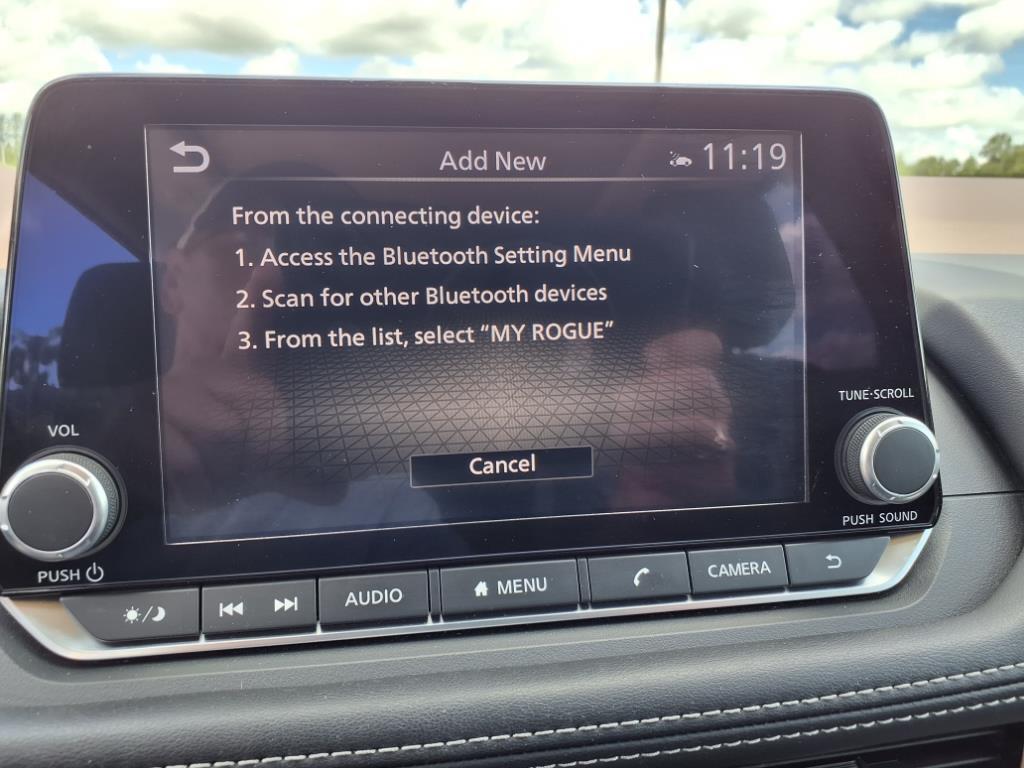 Add New
11:19
From the connecting device:
1. Access the Bluetooth Setting Menu
2. Scan for other Bluetooth devices
3. From the list, select “MY ROGUE”
Cancel
VOL
PUSH
TUNE·SCROLL
PUSH SOUND
AUDIO
MENU
CAMERA